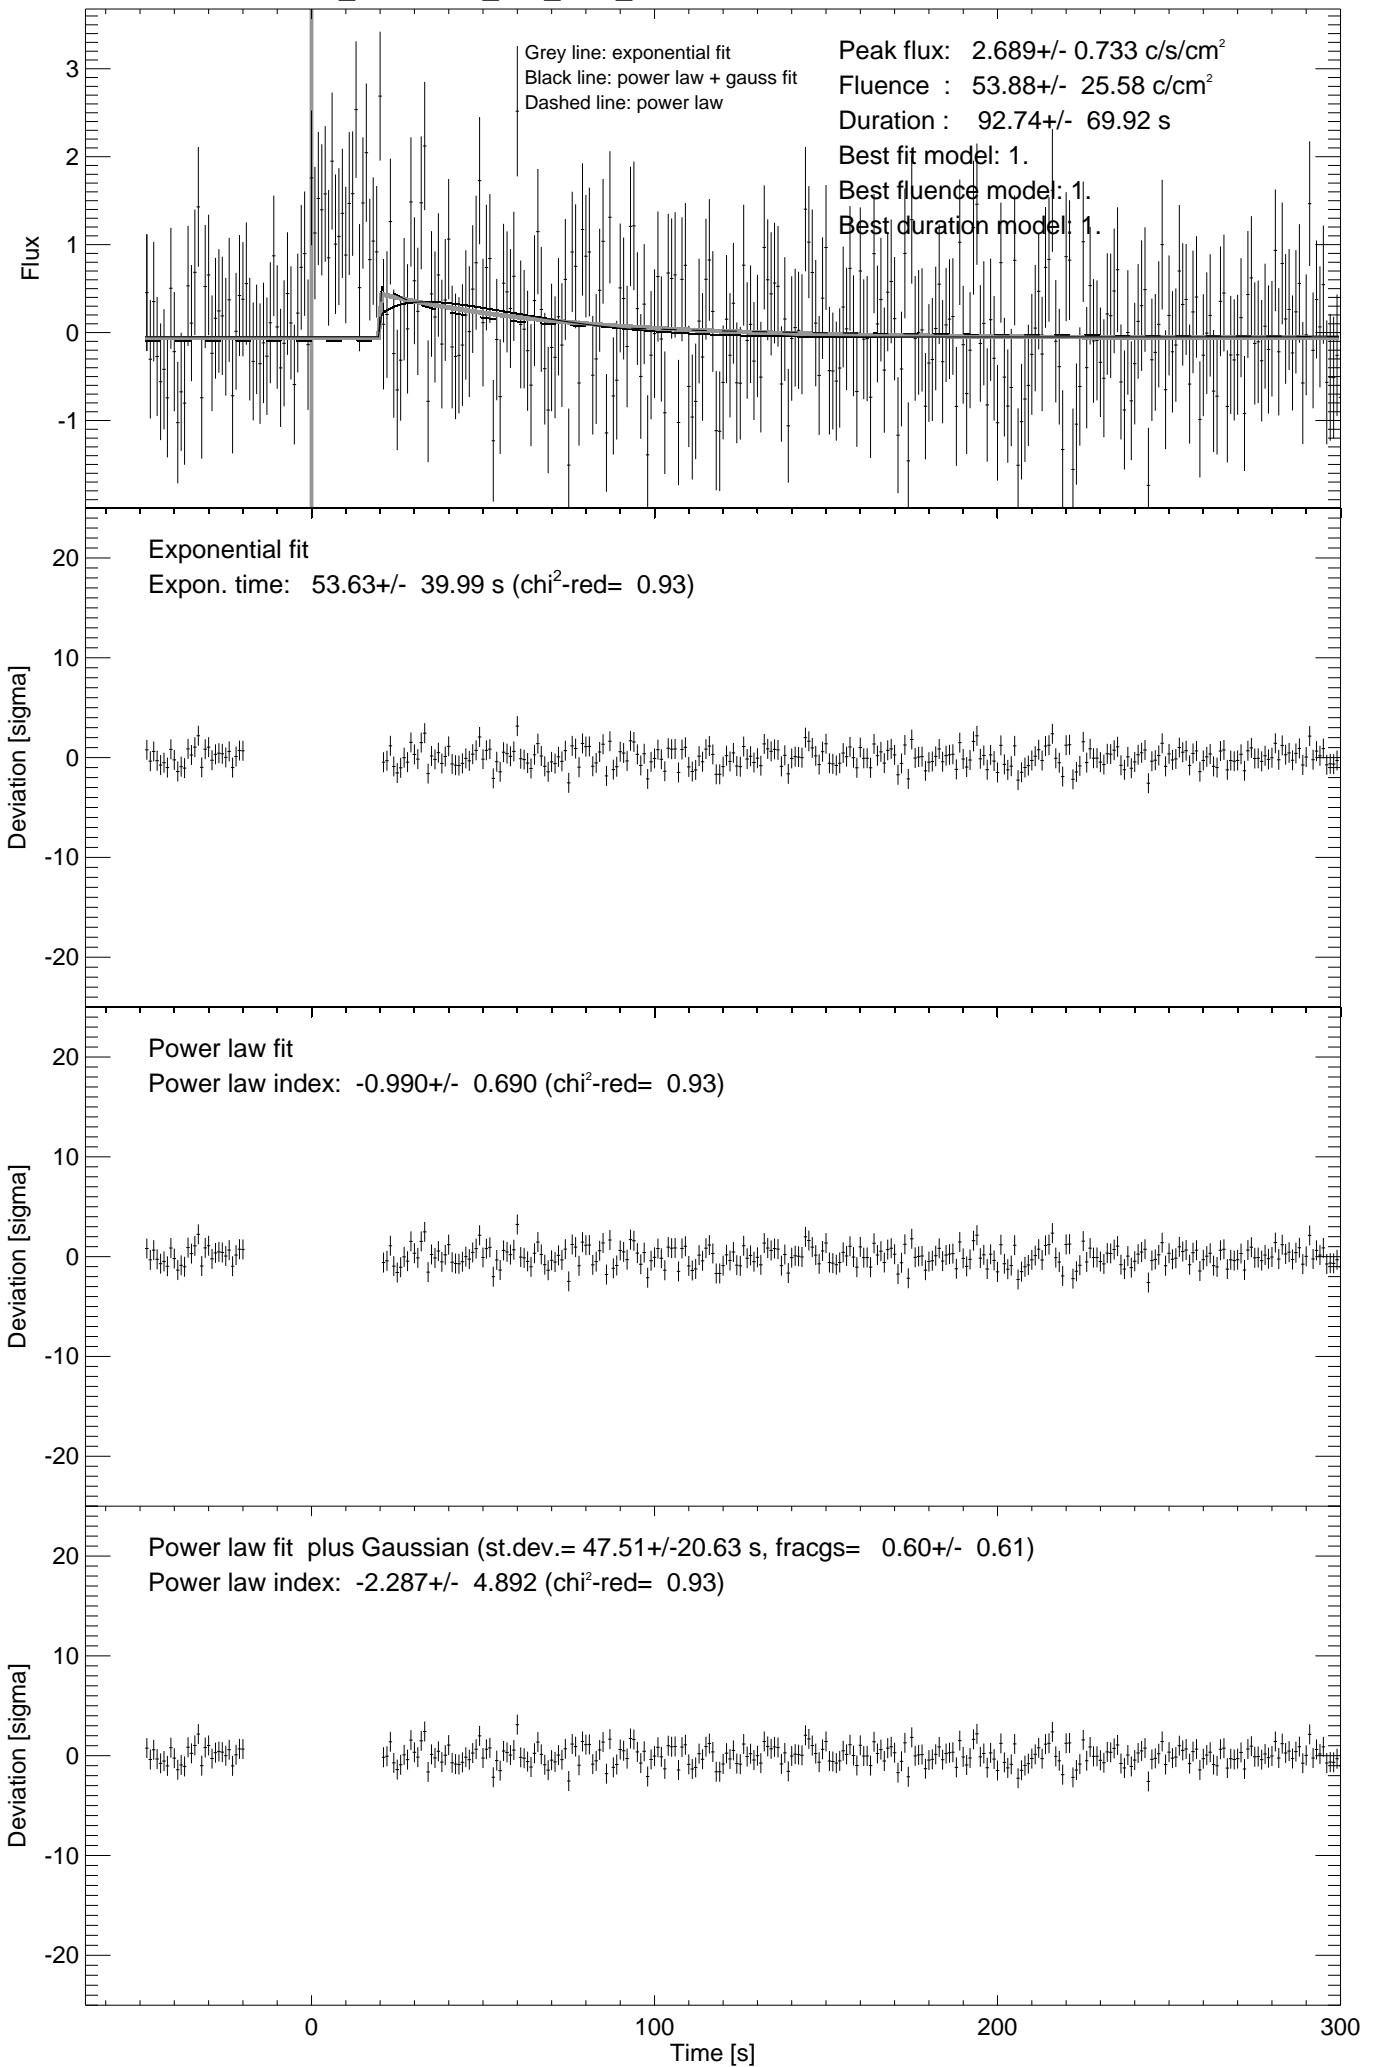 Grey line: exponential fit
Black line: power law + gauss fit
Dashed line: power law
Peak flux: 2.689+/- 0.733 c/s/cm²
Fluence : 53.88+/- 25.58 c/cm²
Duration : 92.74+/- 69.92 s
Best fit model: 1.
Best fluence model: 1.
Best duration model: 1.
3
2
1
0
-1
Flux
Exponential fit
Expon. time: 53.63+/- 39.99 s (chi²-red= 0.93)
20
10
0
-10
-20
Deviation [sigma]
Power law fit
Power law index: -0.990+/- 0.690 (chi²-red= 0.93)
20
10
0
-10
-20
Deviation [sigma]
Power law fit plus Gaussian (st.dev.= 47.51+/-20.63 s, fracgs= 0.60+/- 0.61)
Power law index: -2.287+/- 4.892 (chi²-red= 0.93)
20
10
0
-10
-20
Deviation [sigma]
0 100 200 300
Time [s]